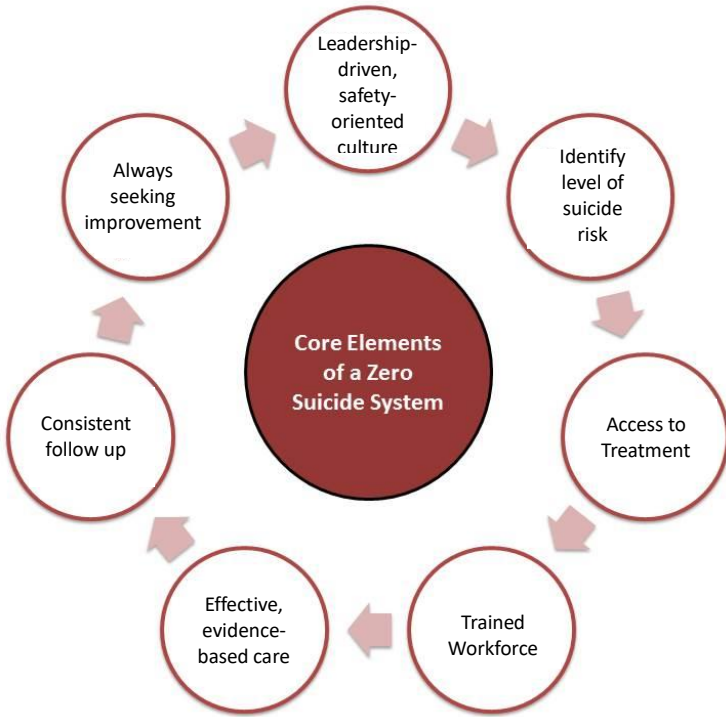 Leadership-
driven,
safety-
oriented
culture
Identify
level of
suicide
risk
Access to
Treatment
Trained
Workforce
Effective,
evidence-
based care
Consistent
follow up
Always
seeking
improvement
Core Elements
of a Zero
Suicide System